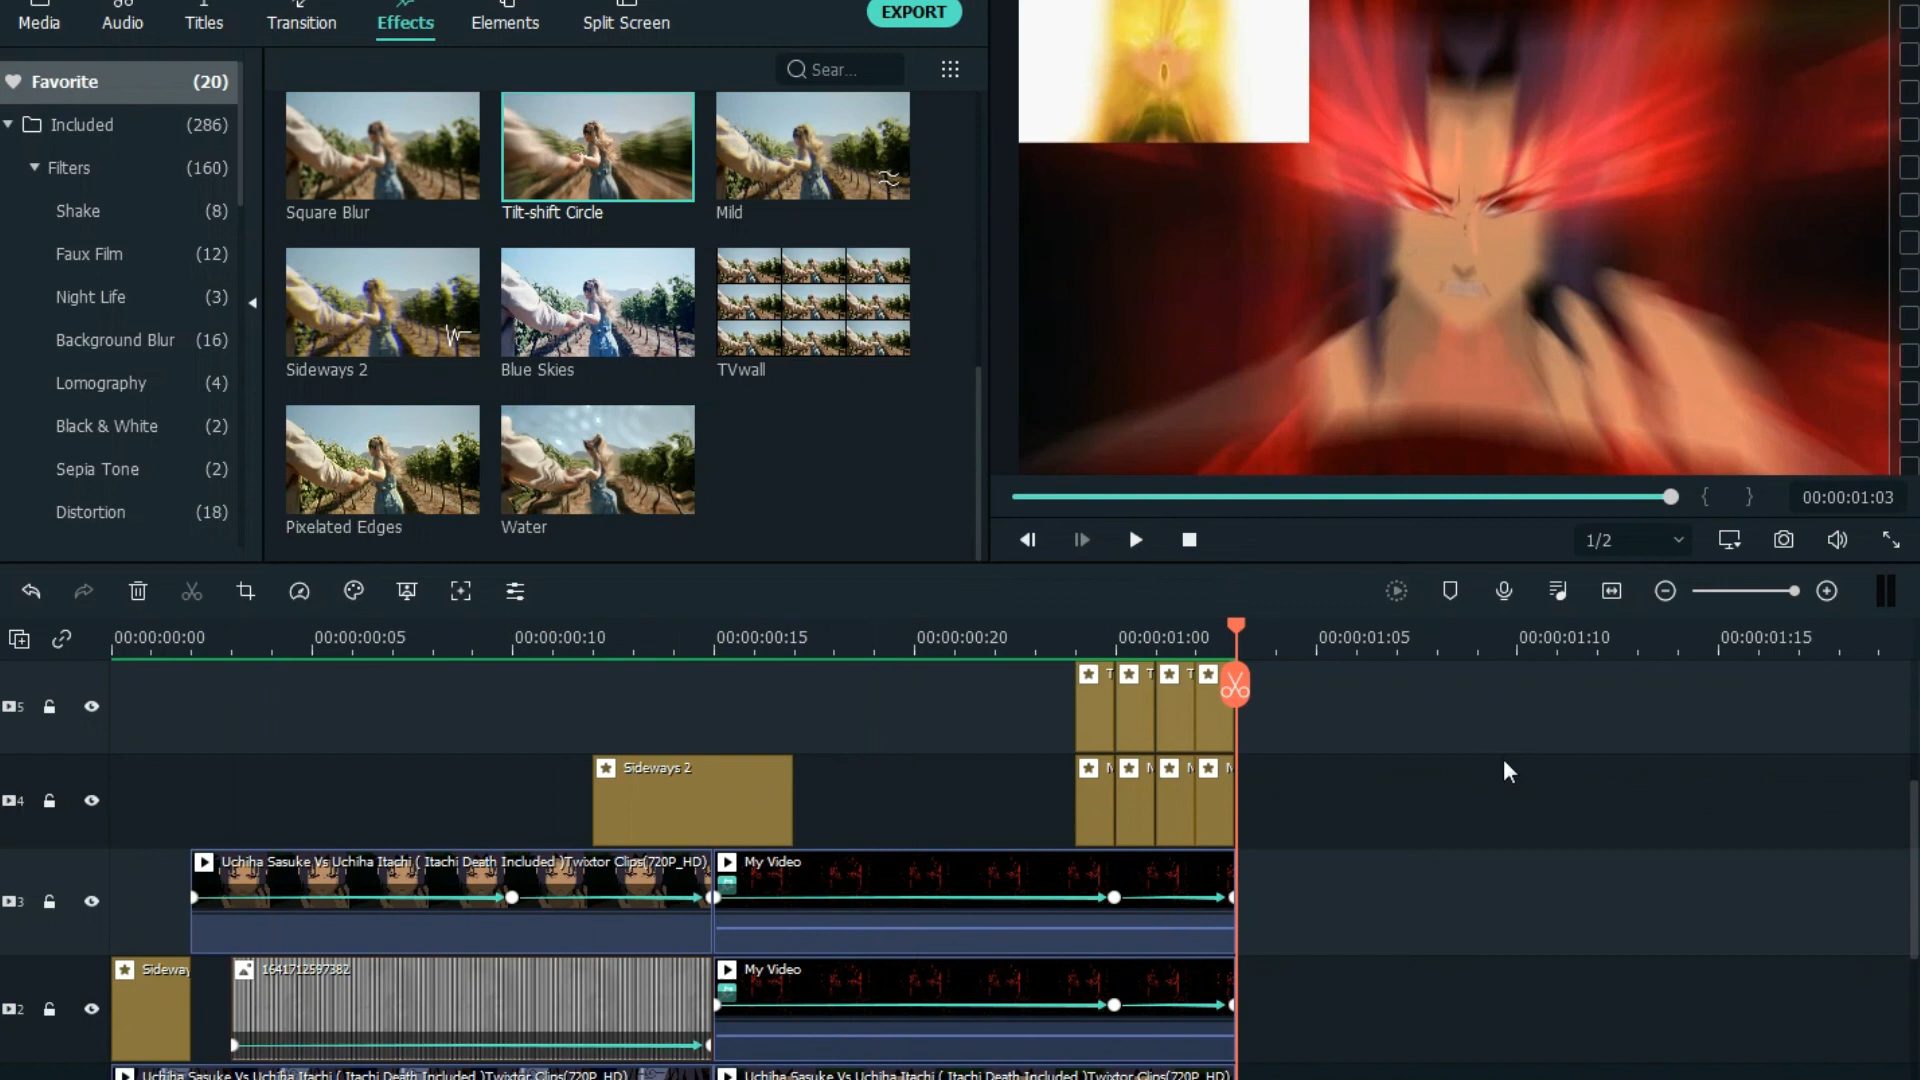 Media Audio Titles Transition Effects Elements Split Screen EXPORT
Favorite (20)
Sear...
Included (286)
Filters (160)
Shake (8)
Faux Film (12)
Night Life (3)
Background Blur (16)
Lomography (4)
Black & White (2)
Sepia Tone (2)
Distortion (18)
Square Blur Tilt-shift Circle Mild
Sideways 2 Blue Skies TVwall
Pixelated Edges Water
{ } 00:00:01:03
1/2
00:00:00:00 00:00:00:05 00:00:00:10 00:00:00:15 00:00:00:20 00:00:01:00 00:00:01:05 00:00:01:10 00:00:01:15
5 T T T
4 Sideways 2 N N N N
3 Uchiha Sasuke Vs Uchiha Itachi ( Itachi Death Included )Twixtor Clips(720P_HD) My Video
2 Sideway 1641712597382 My Video
Uchiha Sasuke Vs Uchiha Itachi ( Itachi Death Included )Twixtor Clips(720P_HD) Uchiha Sasuke Vs Uchiha Itachi ( Itachi Death Included )Twixtor Clips(720P_HD)